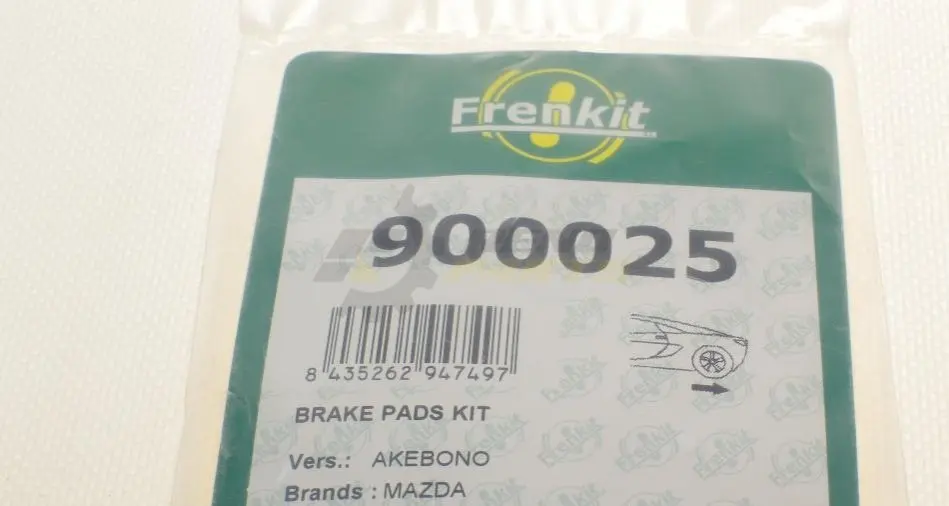 Frenkit
900025
8 435262 947497
BRAKE PADS KIT
Vers.: AKEBONO
Brands : MAZDA